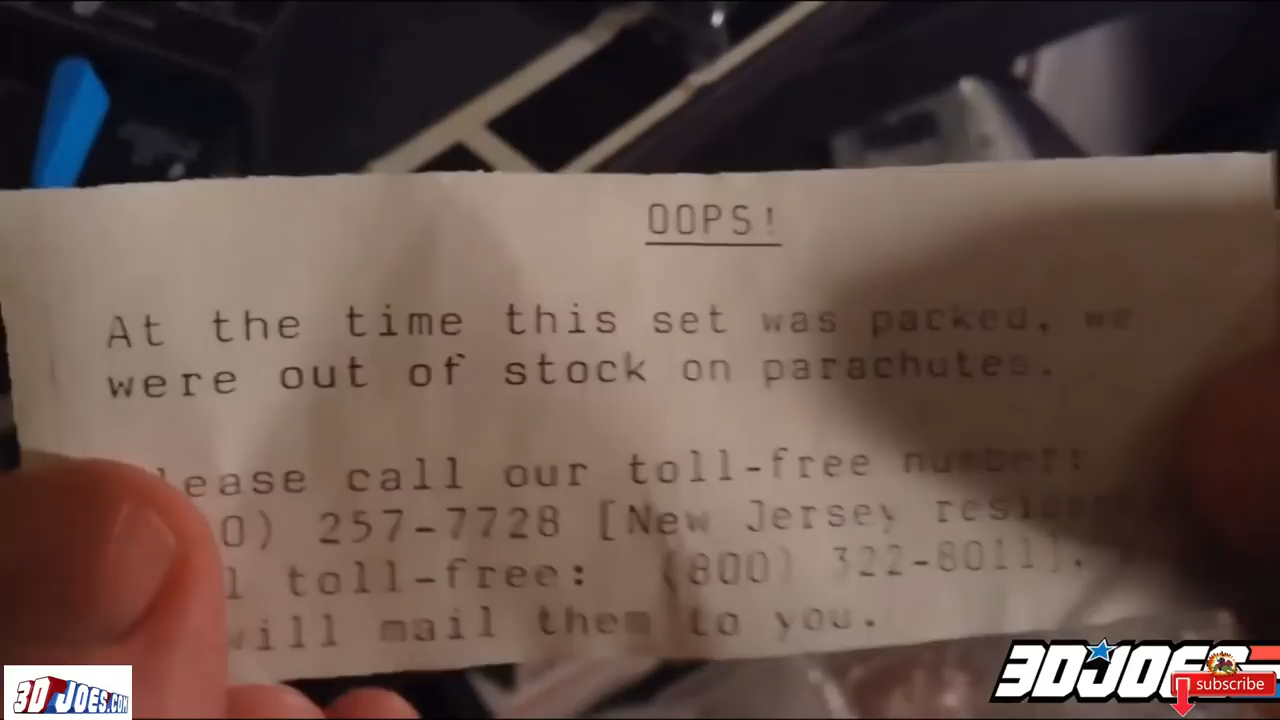 OOPS!
At the time this set was packed, we
were out of stock on parachutes.
lease call our toll-free number:
0) 257-7728 [New Jersey
l toll-free: (800) 322-8011].
will mail them to you.
3D JOES.COM
3DJOES
subscribe